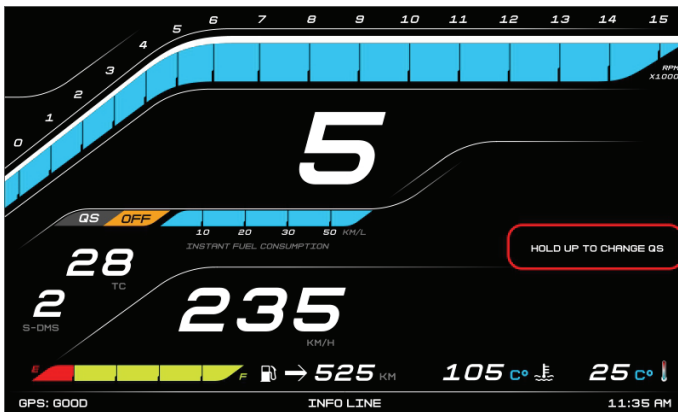 0 1 2 3 4 5 6 7 8 9 10 11 12 13 14 15
RPM
X1000
5
QS OFF
10 20 30 50 KM/L
INSTANT FUEL CONSUMPTION
HOLD UP TO CHANGE QS
28
TC
2
S-DMS
235
KM/H
E F 525 KM 105 C° 25 C°
GPS: GOOD INFO LINE 11:35 AM